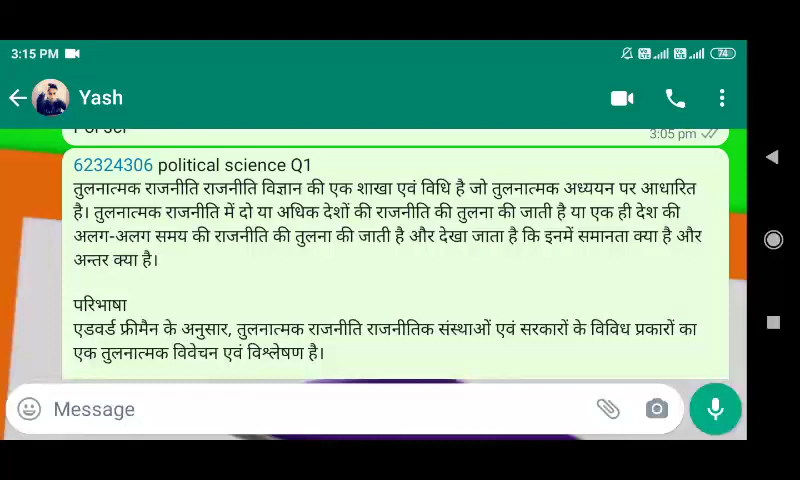 3:15 PM
74
Yash
Pol sci
3:05 pm
62324306 political science Q1
तुलनात्मक राजनीति राजनीति विज्ञान की एक शाखा एवं विधि है जो तुलनात्मक अध्ययन पर आधारित
है। तुलनात्मक राजनीति में दो या अधिक देशों की राजनीति की तुलना की जाती है या एक ही देश की
अलग-अलग समय की राजनीति की तुलना की जाती है और देखा जाता है कि इनमें समानता क्या है और
अन्तर क्या है।
परिभाषा
एडवर्ड फ्रीमैन के अनुसार, तुलनात्मक राजनीति राजनीतिक संस्थाओं एवं सरकारों के विविध प्रकारों का
एक तुलनात्मक विवेचन एवं विश्लेषण है।
Message